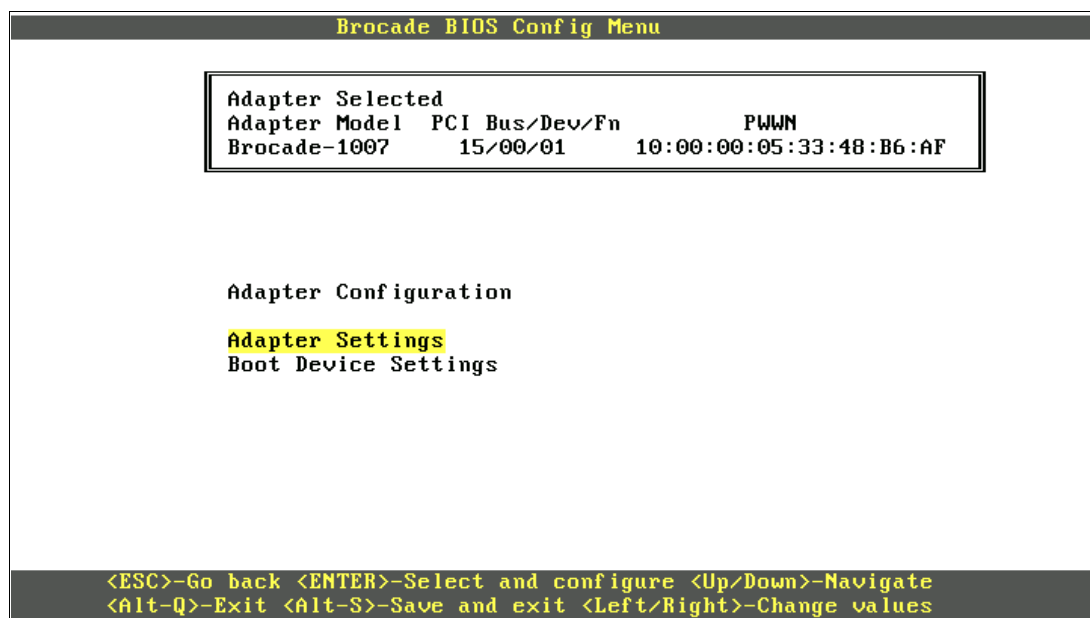 Brocade BIOS Config Menu
Adapter Selected
Adapter Model PCI Bus/Dev/Fn PWWN
Brocade-1007 15/00/01 10:00:00:05:33:48:B6:AF
Adapter Configuration
Adapter Settings
Boot Device Settings
<ESC>-Go back <ENTER>-Select and configure <Up/Down>-Navigate
<Alt-Q>-Exit <Alt-S>-Save and exit <Left/Right>-Change values